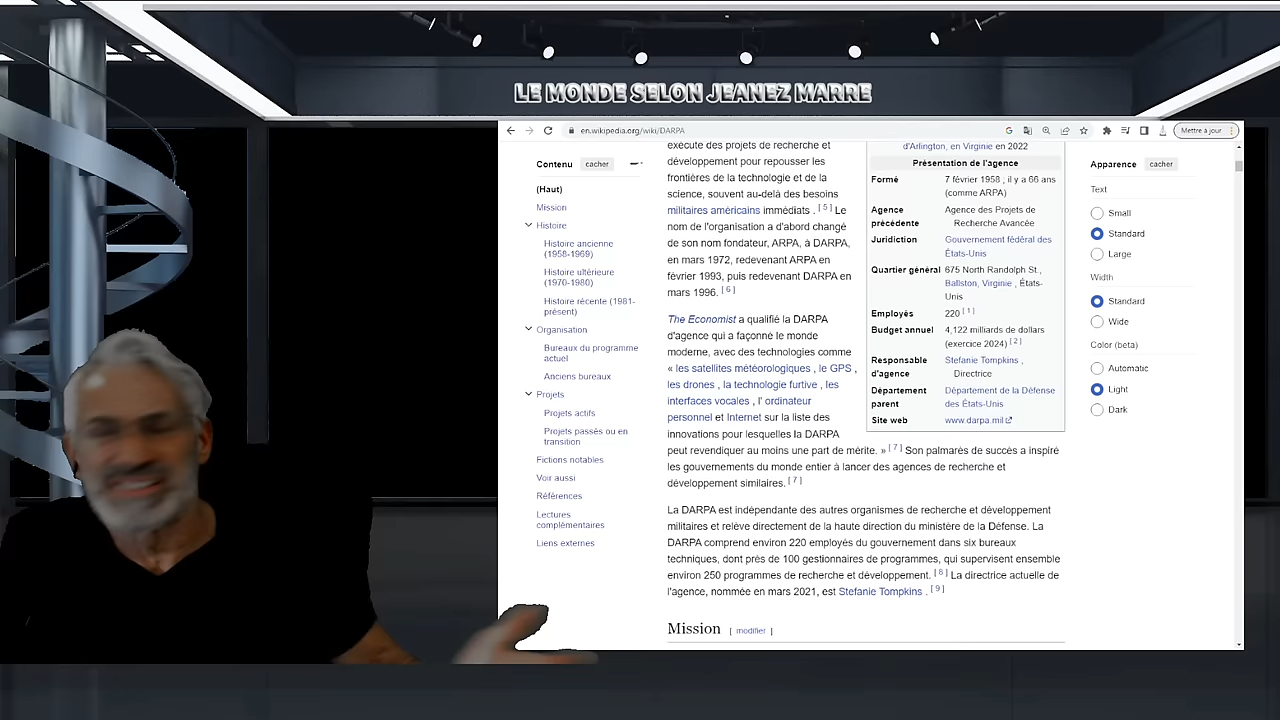 LE MONDE SELON JEANEZ MARRE
en.wikipedia.org/wiki/DARPA
Mettre à jour
Contenu cacher
(Haut)
Mission
Histoire
Histoire ancienne
(1958-1969)
Histoire ultérieure
(1970-1980)
Histoire récente (1981-
présent)
Organisation
Bureaux du programme
actuel
Anciens bureaux
Projets
Projets actifs
Projets passés ou en
transition
Fictions notables
Voir aussi
Références
Lectures
complémentaires
Liens externes
exécute des projets de recherche et
développement pour repousser les
frontières de la technologie et de la
science, souvent au-delà des besoins
militaires américains immédiats . [ 5 ] Le
nom de l'organisation a d'abord changé
de son nom fondateur, ARPA, à DARPA,
en mars 1972, redevenant ARPA en
février 1993, puis redevenant DARPA en
mars 1996. [ 6 ]
The Economist a qualifié la DARPA
d'agence qui a façonné le monde
moderne, avec des technologies comme
« les satellites météorologiques , le GPS ,
les drones , la technologie furtive , les
interfaces vocales , l' ordinateur
personnel et Internet sur la liste des
innovations pour lesquelles la DARPA
peut revendiquer au moins une part de mérite. » [ 7 ] Son palmarès de succès a inspiré
les gouvernements du monde entier à lancer des agences de recherche et
développement similaires. [ 7 ]
La DARPA est indépendante des autres organismes de recherche et développement
militaires et relève directement de la haute direction du ministère de la Défense. La
DARPA comprend environ 220 employés du gouvernement dans six bureaux
techniques, dont près de 100 gestionnaires de programmes, qui supervisent ensemble
environ 250 programmes de recherche et développement. [ 8 ] La directrice actuelle de
l'agence, nommée en mars 2021, est Stefanie Tompkins . [ 9 ]
Mission [ modifier ]
d'Arlington, en Virginie en 2022
Présentation de l'agence
Formé 7 février 1958 ; il y a 66 ans
(comme ARPA)
Agence Agence des Projets de
précédente Recherche Avancée
Juridiction Gouvernement fédéral des
États-Unis
Quartier général 675 North Randolph St.,
Ballston, Virginie , États-
Unis
Employés 220 [ 1 ]
Budget annuel 4,122 milliards de dollars
(exercice 2024) [ 2 ]
Responsable Stefanie Tompkins ,
d'agence Directrice
Département Département de la Défense
parent des États-Unis
Site web www.darpa.mil
Apparence cacher
Text
Small
Standard
Large
Width
Standard
Wide
Color (beta)
Automatic
Light
Dark